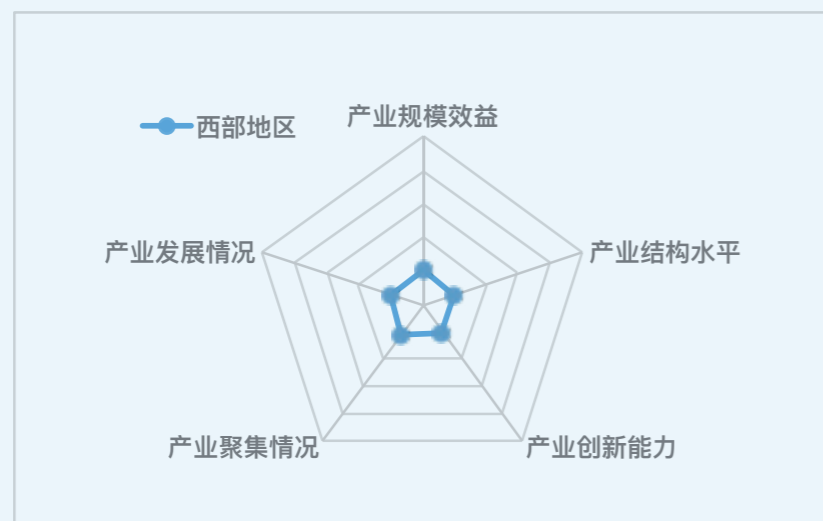 产业规模效益
西部地区
产业发展情况
产业结构水平
产业聚集情况
产业创新能力